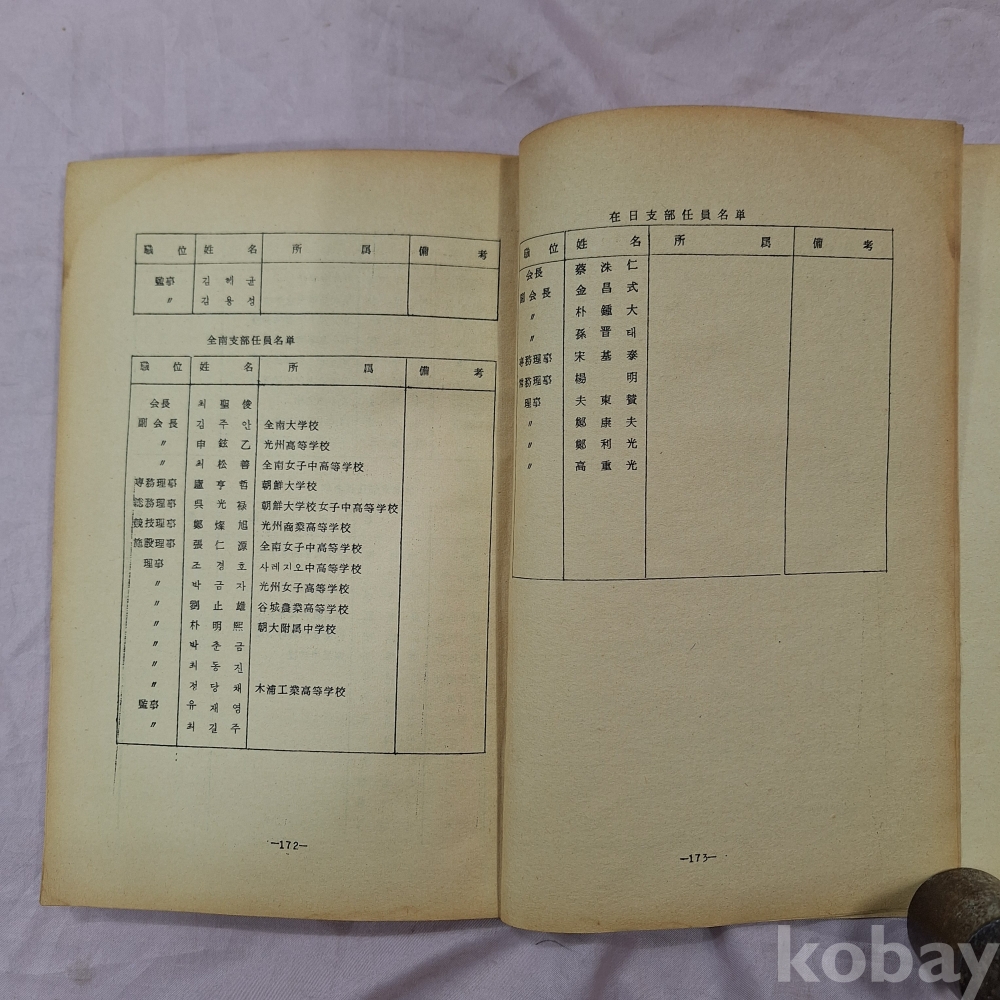 職位 姓名 所属 備考
監事 김혜균
〃 김용성
全南支部任員名単
職位 姓名 所属 備考
会長 최聖俊
副会長 김주안 全南大学校
〃 申鉉乙 光州高等学校
〃 최松善 全南女子中高等学校
専務理事 盧亨哲 朝鮮大学校
総務理事 呉光禄 朝鮮大学校女子中高等学校
競技理事 鄭燦旭 光州商業高等学校
施設理事 張仁源 全南女子中高等学校
理事 조경호 사레지오中高等学校
〃 박금자 光州女子高等学校
〃 劉止雄 谷城農業高等学校
〃 朴明熙 朝大附属中学校
〃 박춘금
〃 최동진
〃 정당채 木浦工業高等学校
監事 유재영
〃 최길주
—172—
在日支部任員名単
職位 姓名 所属 備考
会長 蔡洙仁
副会長 金昌式
〃 朴鍾大
〃 孫晋태
専務理事 宋基泰
常務理事 楊明
理事 夫東賛
〃 鄭康夫
〃 鄭利光
〃 高重光
—173—
kobay